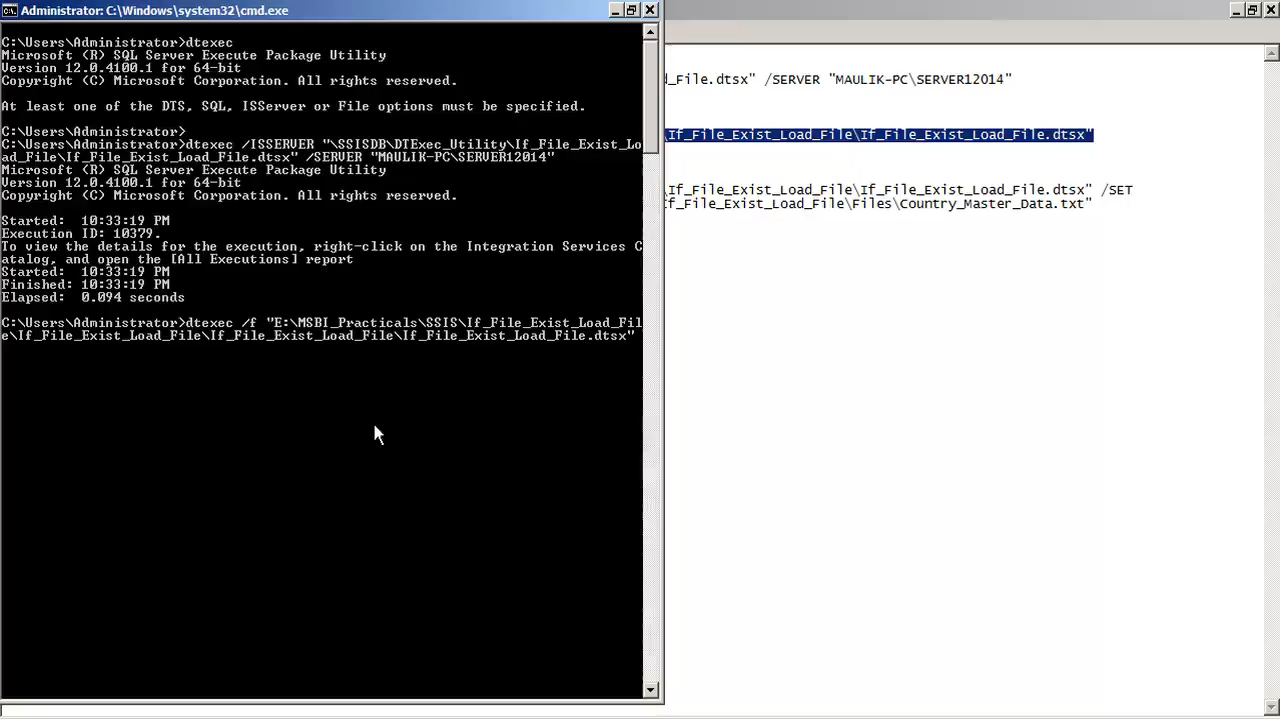 Administrator: C:\Windows\system32\cmd.exe
C:\Users\Administrator>dtexec
Microsoft (R) SQL Server Execute Package Utility
Version 12.0.4100.1 for 64-bit
Copyright (C) Microsoft Corporation. All rights reserved.
At least one of the DTS, SQL, ISServer or File options must be specified.
C:\Users\Administrator>
C:\Users\Administrator>dtexec /ISSERVER "\SSISDB\DTExec_Utility\If_File_Exist_Lo
ad_File\If_File_Exist_Load_File.dtsx" /SERVER "MAULIK-PC\SERVER12014"
Microsoft (R) SQL Server Execute Package Utility
Version 12.0.4100.1 for 64-bit
Copyright (C) Microsoft Corporation. All rights reserved.
Started:  10:33:19 PM
Execution ID: 10379.
To view the details for the execution, right-click on the Integration Services C
atalog, and open the [All Executions] report
Started:  10:33:19 PM
Finished: 10:33:19 PM
Elapsed:  0.094 seconds
C:\Users\Administrator>dtexec /f "E:\MSBI_Practicals\SSIS\If_File_Exist_Load_Fil
e\If_File_Exist_Load_File\If_File_Exist_Load_File\If_File_Exist_Load_File.dtsx"
d_File.dtsx" /SERVER "MAULIK-PC\SERVER12014"
\If_File_Exist_Load_File\If_File_Exist_Load_File.dtsx"
\If_File_Exist_Load_File\If_File_Exist_Load_File.dtsx" /SET
If_File_Exist_Load_File\Files\Country_Master_Data.txt"